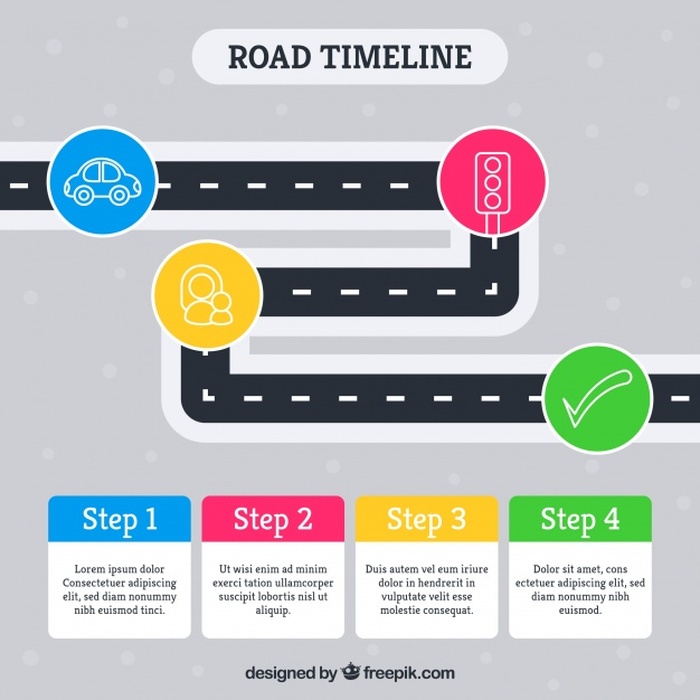 ROAD TIMELINE
Step 1
Lorem ipsum dolor
Consectetuer adipiscing
elit, sed diam nonummy
nibh euismod tinci.
Step 2
Ut wisi enim ad minim
exerci tation ullamcorper
suscipit lobortis nisl ut
aliquip.
Step 3
Duis autem vel eum iriure
dolor in hendrerit in
vulputate velit esse
molestie consequat.
Step 4
Dolor sit amet, cons
ectetuer adipiscing elit, sed
diam nonummy nibh
euismod.
designed by freepik.com